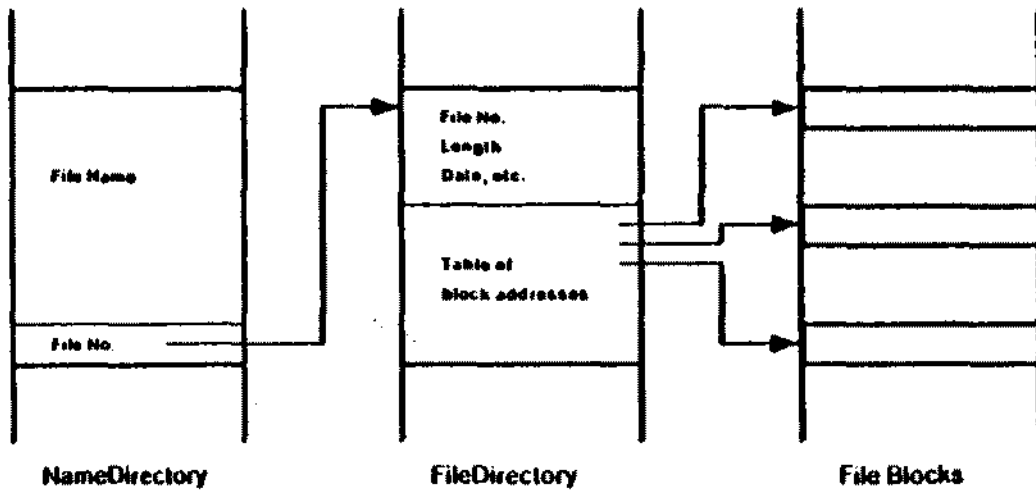 File Name
File No.
File No.
Length
Date, etc.
Table of
block addresses
NameDirectory
FileDirectory
File Blocks